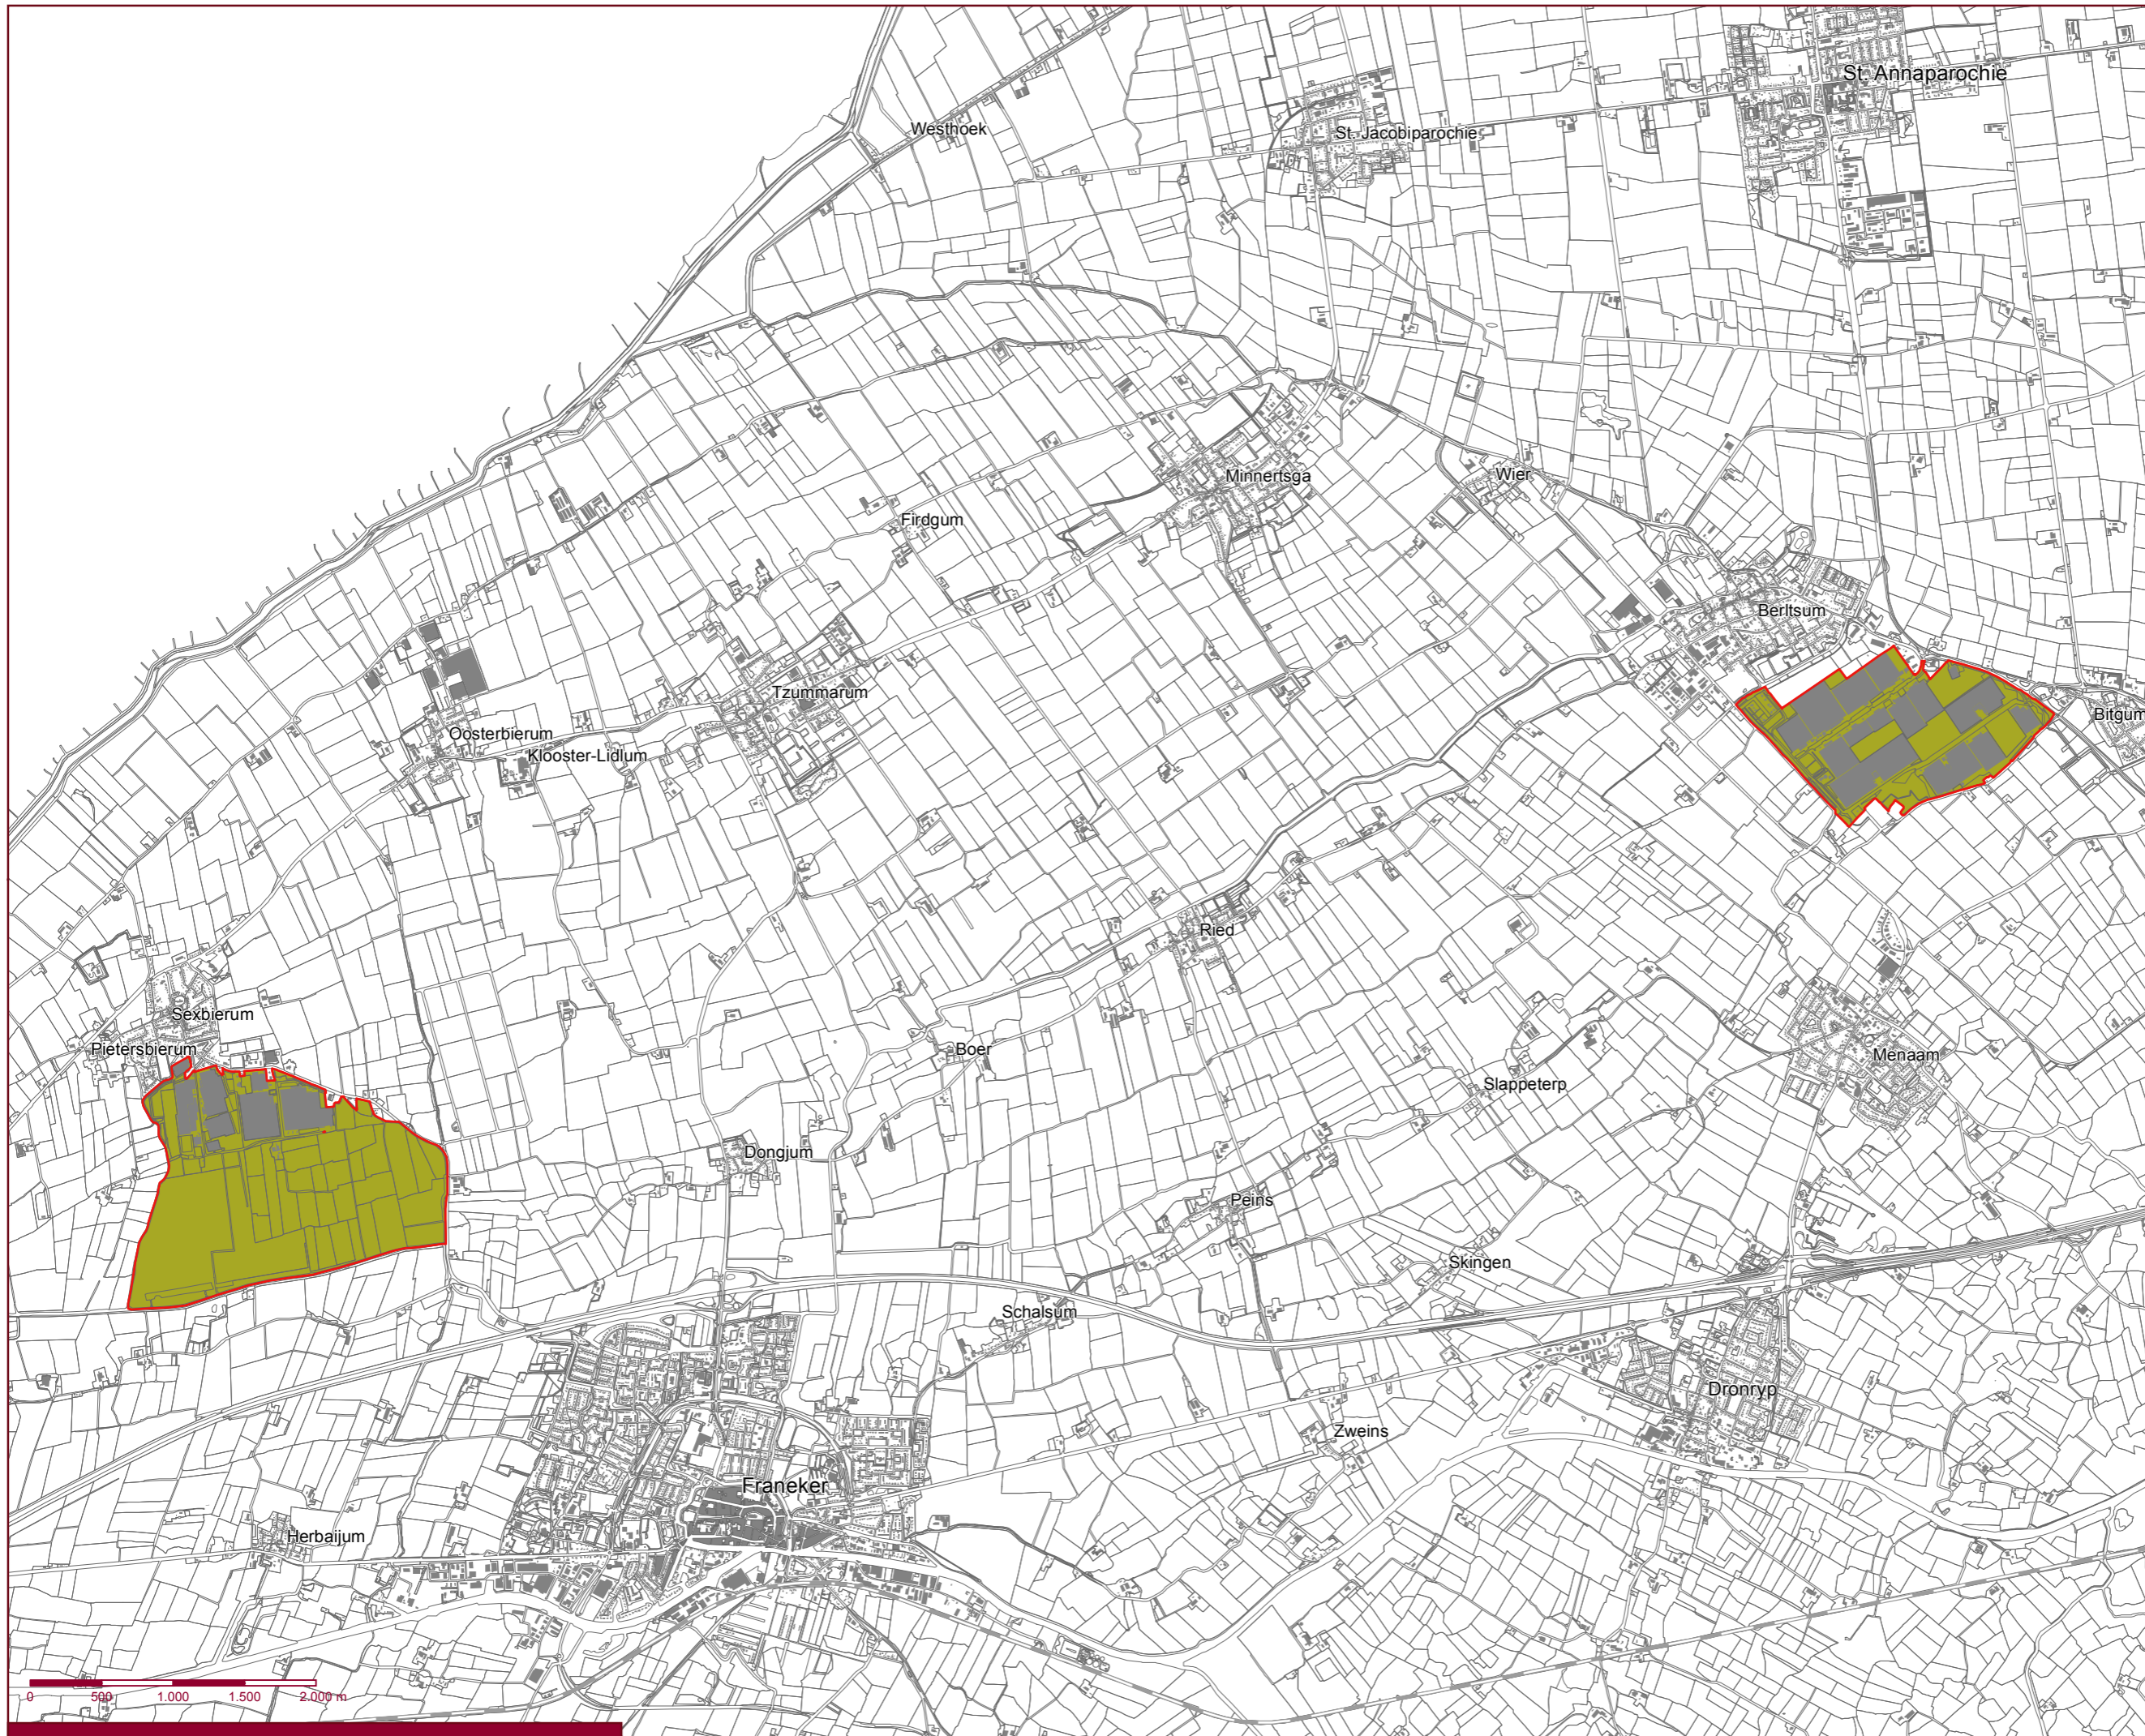 St. Annaparochie
Westhoek
St. Jacobiparochie
Minnertsga
Wier
Firdgum
Berltsum
Tzummarum
Bitgum
Oosterbierum
Klooster-Lidlum
Ried
Sexbierum
Pietersbierum
Boer
Menaam
Slappeterp
Dongjum
Peins
Skingen
Schalsum
Dronryp
Zweins
Franeker
Herbaijum
0 500 1.000 1.500 2.000 m